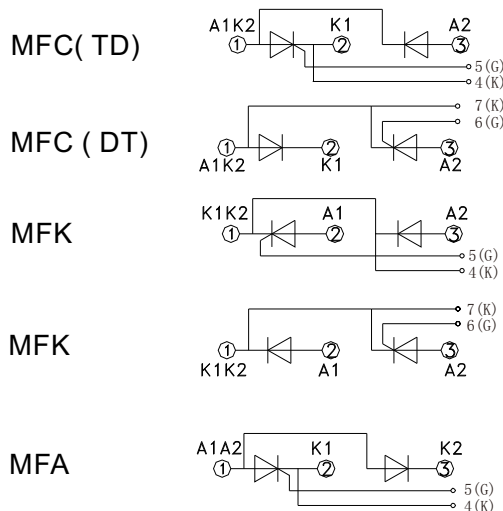 MFC( TD)
A1K2 K1 A2
1 2 3
5(G)
4(K)
7(K)
6(G)
MFC ( DT)
1 2 3
A1K2 K1 A2
MFK
K1K2 A1 A2
1 2 3
5(G)
4(K)
7(K)
6(G)
MFK
1 2 3
K1K2 A1 A2
MFA
A1A2 K1 K2
1 2 3
5(G)
4(K)